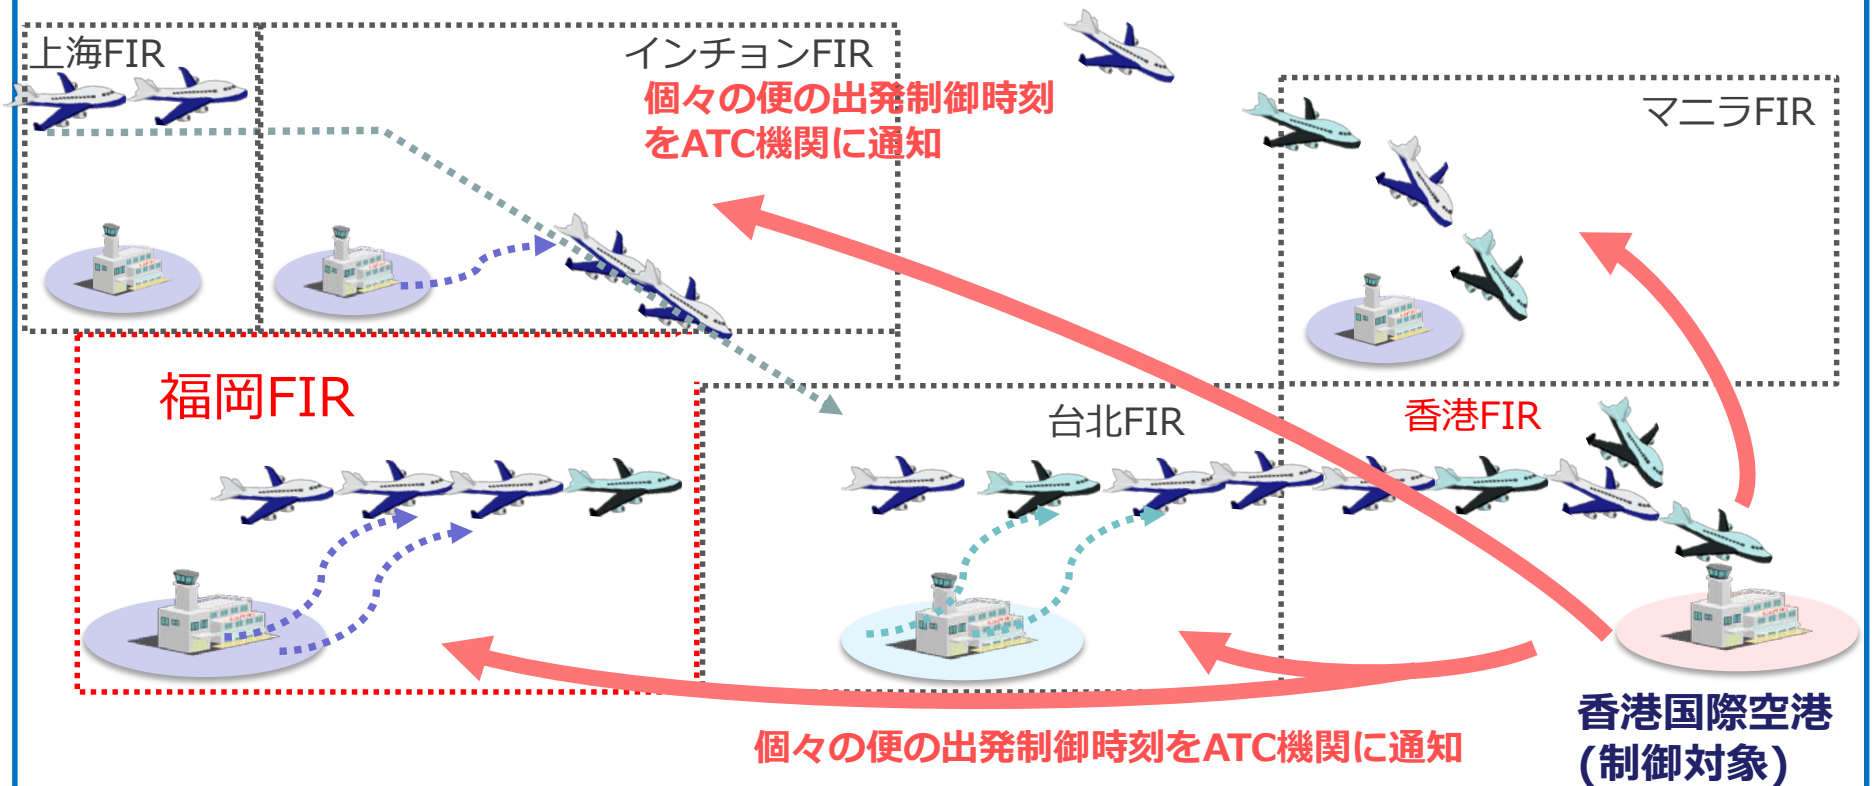 上海FIR
インチョンFIR
個々の便の出発制御時刻
をATC機関に通知
マニラFIR
福岡FIR
台北FIR
香港FIR
個々の便の出発制御時刻をATC機関に通知
香港国際空港
(制御対象)